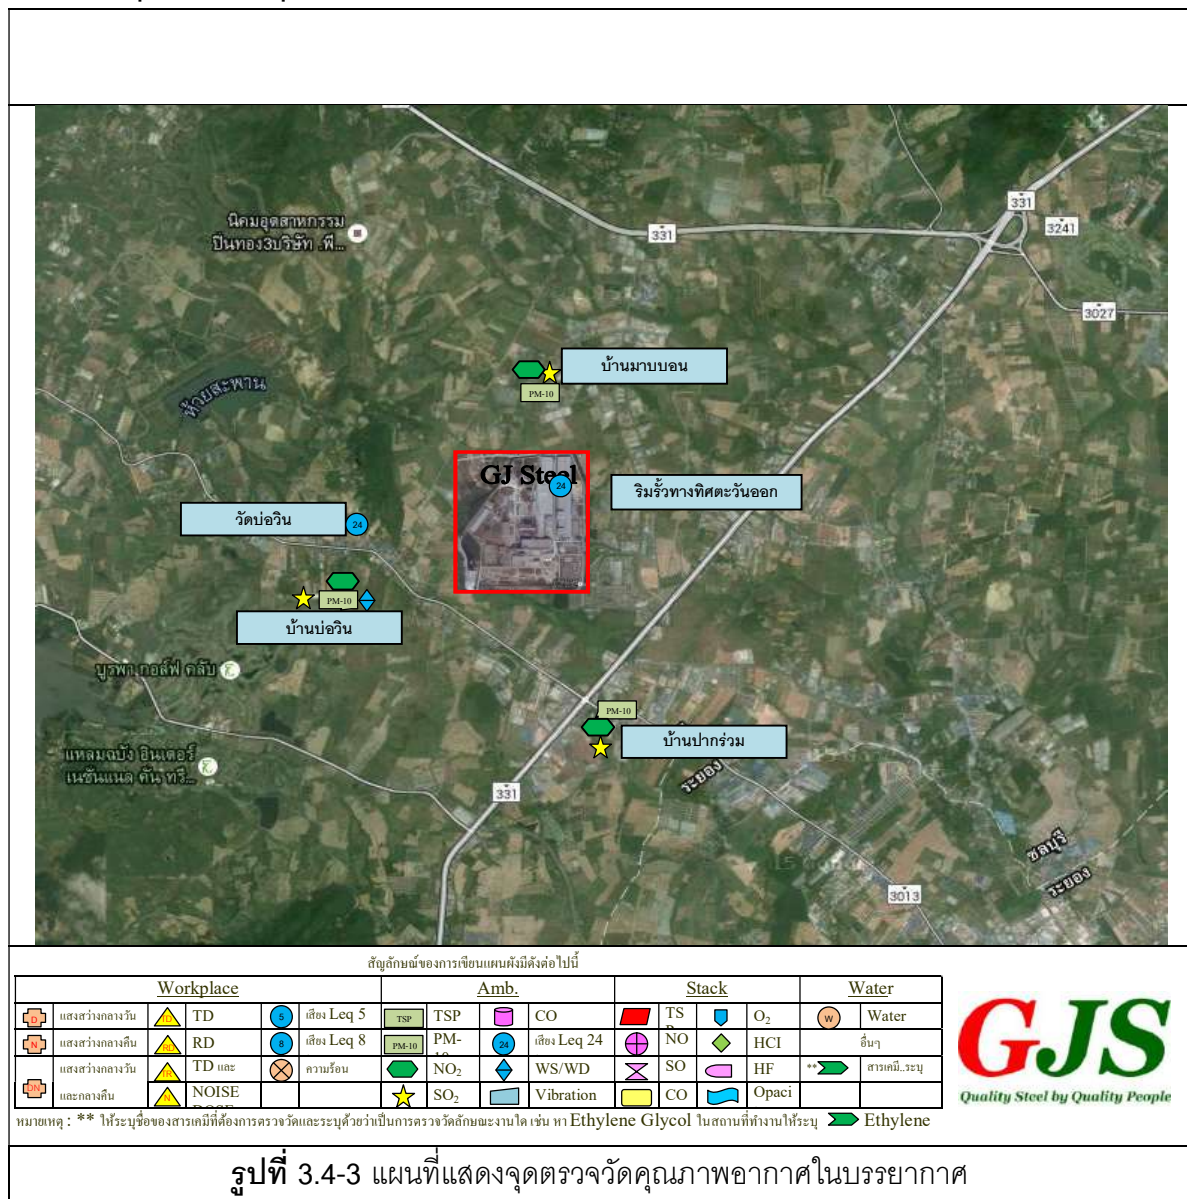 331
331
3241
3027
นิคมอุตสาหกรรม
ปิ่นทอง3บริษัท .พี...
ห้วยสะพาน
บ้านมาบบอน
PM-10
GJ Steel
24
ริมรั้วทางทิศตะวันออก
วัดบ่อวิน
24
PM-10
บ้านบ่อวิน
บูรพา กอล์ฟ คลับ
PM-10
บ้านปากร่วม
แหลมฉบัง อินเตอร์
เนชั่นแนล คัน ทรี...
ระยอง
331
ชลบุรี
ระยอง
3013
สัญลักษณ์ของการเขียนแผนผังมีดังต่อไปนี้
Workplace Amb. Stack Water
D แสงสว่างกลางวัน TD TD 5 เสียง Leq 5 TSP TSP CO TS O2 W Water
N แสงสว่างกลางคืน RD RD 8 เสียง Leq 8 PM-10 PM- 24 เสียง Leq 24 NO HCI อื่นๆ
DN แสงสว่างกลางวัน TR TD และ ความร้อน NO2 WS/WD SO HF ** สารเคมี..ระบุ
และกลางคืน N NOISE SO2 Vibration CO Opaci
หมายเหตุ : ** ให้ระบุชื่อของสารเคมีที่ต้องการตรวจวัดและระบุด้วยว่าเป็นการตรวจวัดลักษณะงานใด เช่น หา Ethylene Glycol ในสถานที่ทำงานให้ระบุ Ethylene
GJS
Quality Steel by Quality People
รูปที่ 3.4-3 แผนที่แสดงจุดตรวจวัดคุณภาพอากาศในบรรยากาศ